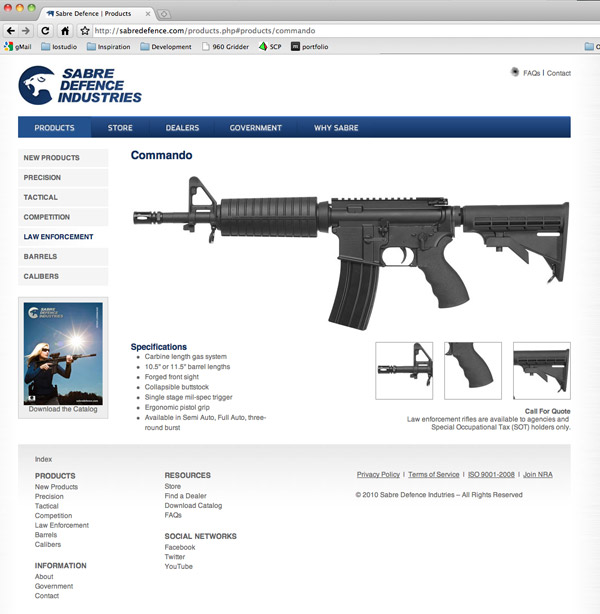 Sabre Defence | Products
http://sabredefence.com/products.php#products/commando
gMail
Iostudio
Inspiration
Development
960 Gridder
SCP
portfolio
O
SABRE
DEFENCE
INDUSTRIES
FAQs | Contact
PRODUCTS
STORE
DEALERS
GOVERNMENT
WHY SABRE
NEW PRODUCTS
PRECISION
TACTICAL
COMPETITION
LAW ENFORCEMENT
BARRELS
CALIBERS
SABRE
DEFENCE
INDUSTRIES
sabredefence.com
Download the Catalog
Commando
Specifications
Carbine length gas system
10.5" or 11.5" barrel lengths
Forged front sight
Collapsible buttstock
Single stage mil-spec trigger
Ergonomic pistol grip
Available in Semi Auto, Full Auto, three-
round burst
Call For Quote
Law enforcement rifles are available to agencies and
Special Occupational Tax (SOT) holders only.
Index
PRODUCTS
New Products
Precision
Tactical
Competition
Law Enforcement
Barrels
Calibers
INFORMATION
About
Government
Contact
RESOURCES
Store
Find a Dealer
Download Catalog
FAQs
SOCIAL NETWORKS
Facebook
Twitter
YouTube
Privacy Policy | Terms of Service | ISO 9001-2008 | Join NRA
© 2010 Sabre Defence Indutries – All Rights Reserved